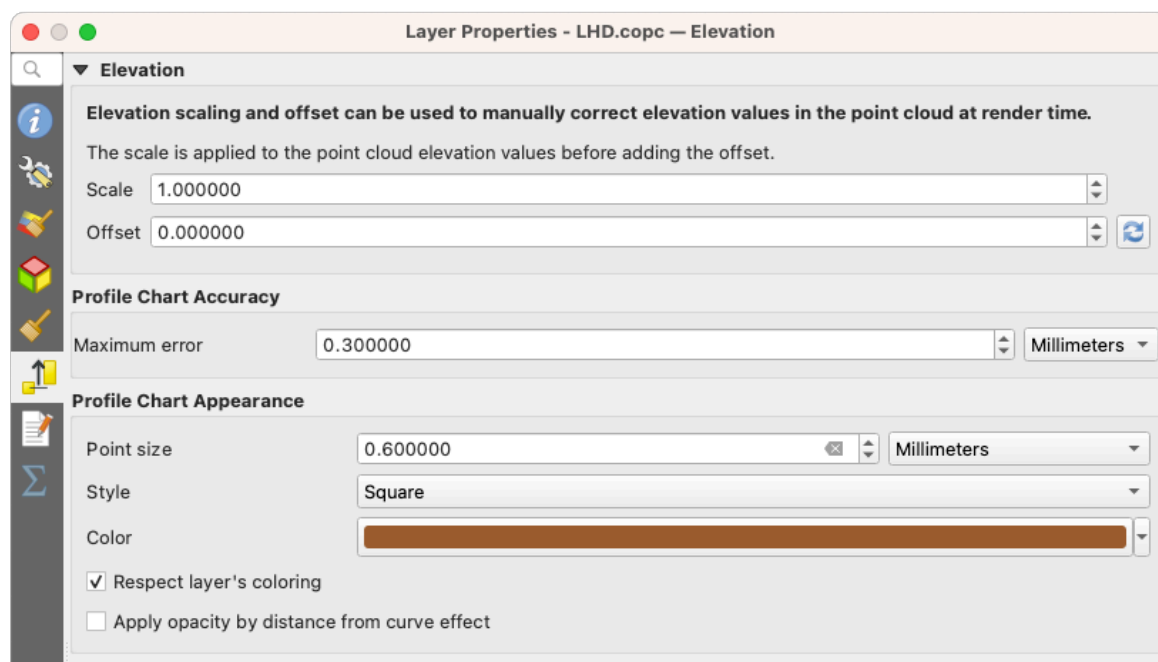 Layer Properties - LHD.copc — Elevation
Elevation
Elevation scaling and offset can be used to manually correct elevation values in the point cloud at render time.
The scale is applied to the point cloud elevation values before adding the offset.
Scale 1.000000
Offset 0.000000
Profile Chart Accuracy
Maximum error 0.300000 Millimeters
Profile Chart Appearance
Point size 0.600000 Millimeters
Style Square
Color
Respect layer's coloring
Apply opacity by distance from curve effect